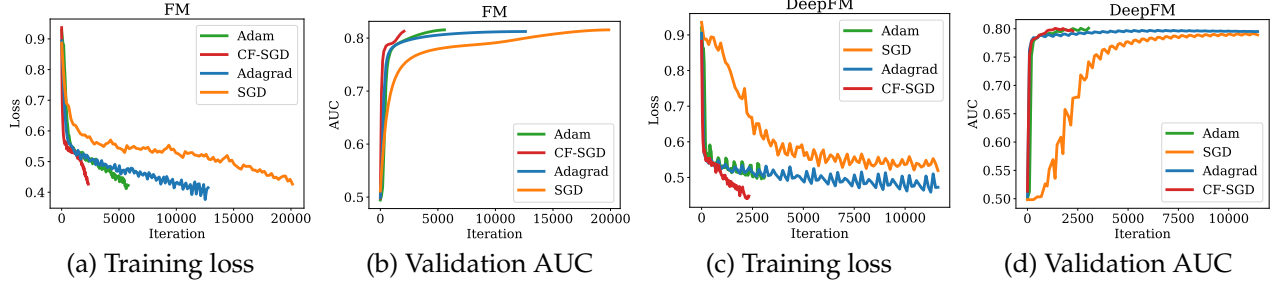 FM
Loss
0.9
0.8
0.7
0.6
0.5
0.4
Adam
CF-SGD
Adagrad
SGD
0 5000 10000 15000 20000
Iteration
(a) Training loss
FM
AUC
0.8
0.7
0.6
0.5
Adam
CF-SGD
Adagrad
SGD
0 5000 10000 15000 20000
Iteration
(b) Validation AUC
DeepFM
Loss
0.9
0.8
0.7
0.6
0.5
Adam
SGD
Adagrad
CF-SGD
0 2500 5000 7500 10000
Iteration
(c) Training loss
DeepFM
AUC
0.80
0.75
0.70
0.65
0.60
0.55
0.50
Adam
SGD
Adagrad
CF-SGD
0 2500 5000 7500 10000
Iteration
(d) Validation AUC